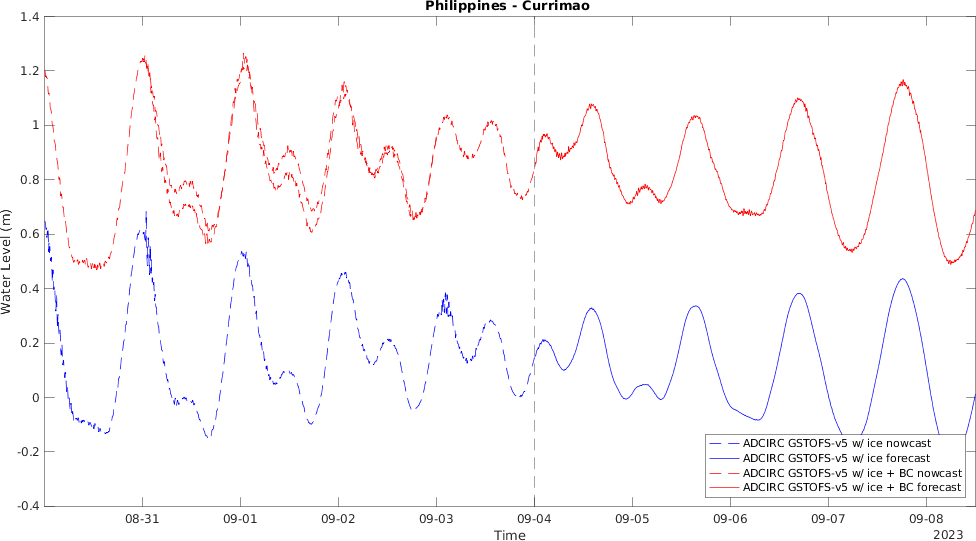 Philippines - Currimao
Water Level (m)
1.4
1.2
1
0.8
0.6
0.4
0.2
0
-0.2
-0.4
08-31
09-01
09-02
09-03
09-04
09-05
09-06
09-07
09-08
Time
2023
ADCIRC GSTOFS-v5 w/ ice nowcast
ADCIRC GSTOFS-v5 w/ ice forecast
ADCIRC GSTOFS-v5 w/ ice + BC nowcast
ADCIRC GSTOFS-v5 w/ ice + BC forecast